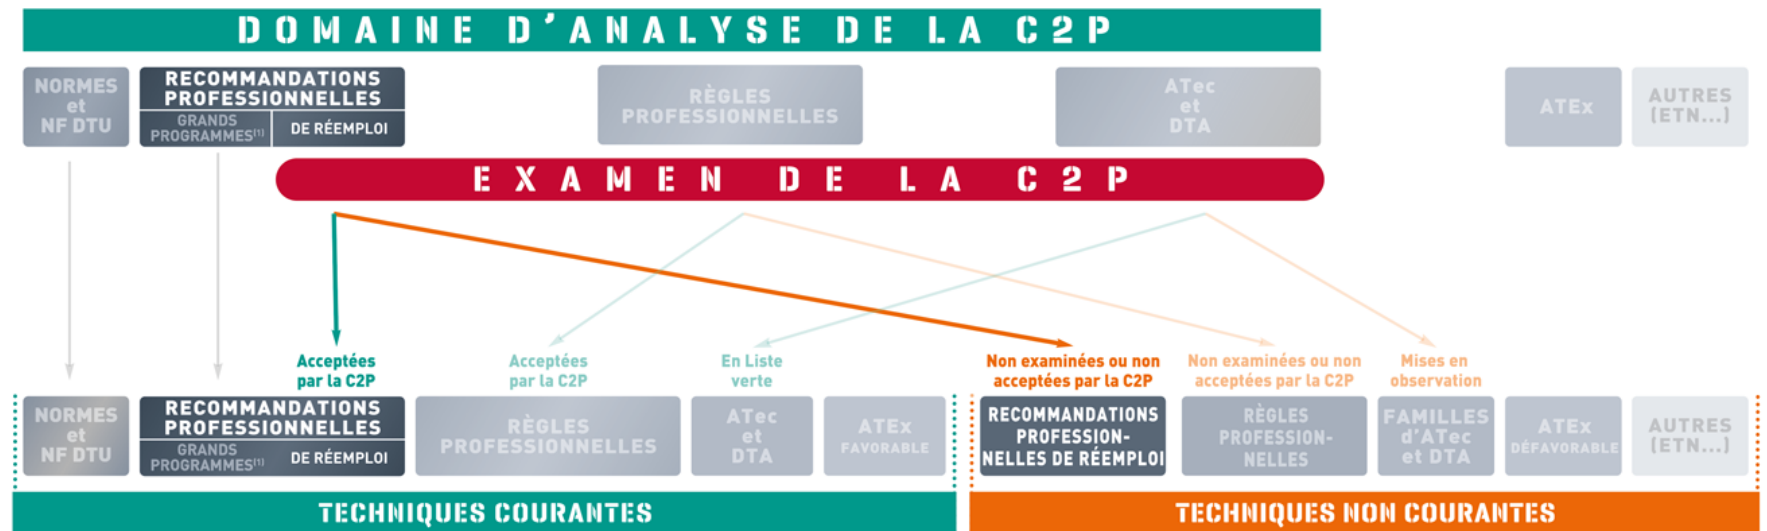 DOMAINE D'ANALYSE DE LA C2P
NORMES
et
NF DTU
RECOMMANDATIONS
PROFESSIONNELLES
GRANDS
PROGRAMMES(1)
DE RÉEMPLOI
RÈGLES
PROFESSIONNELLES
ATec
et
DTA
ATEx
AUTRES
(ETN...)
EXAMEN DE LA C2P
Acceptées
par la C2P
Acceptées
par la C2P
En Liste
verte
Non examinées ou non
acceptées par la C2P
Non examinées ou non
acceptées par la C2P
Mises en
observation
NORMES
et
NF DTU
RECOMMANDATIONS
PROFESSIONNELLES
GRANDS
PROGRAMMES(1)
DE RÉEMPLOI
RÈGLES
PROFESSIONNELLES
ATec
et
DTA
ATEx
FAVORABLE
RECOMMANDATIONS
PROFESSION-
NELLES DE RÉEMPLOI
RÈGLES
PROFESSION-
NELLES
FAMILLES
d'ATec
et DTA
ATEx
DÉFAVORABLE
AUTRES
(ETN...)
TECHNIQUES COURANTES
TECHNIQUES NON COURANTES